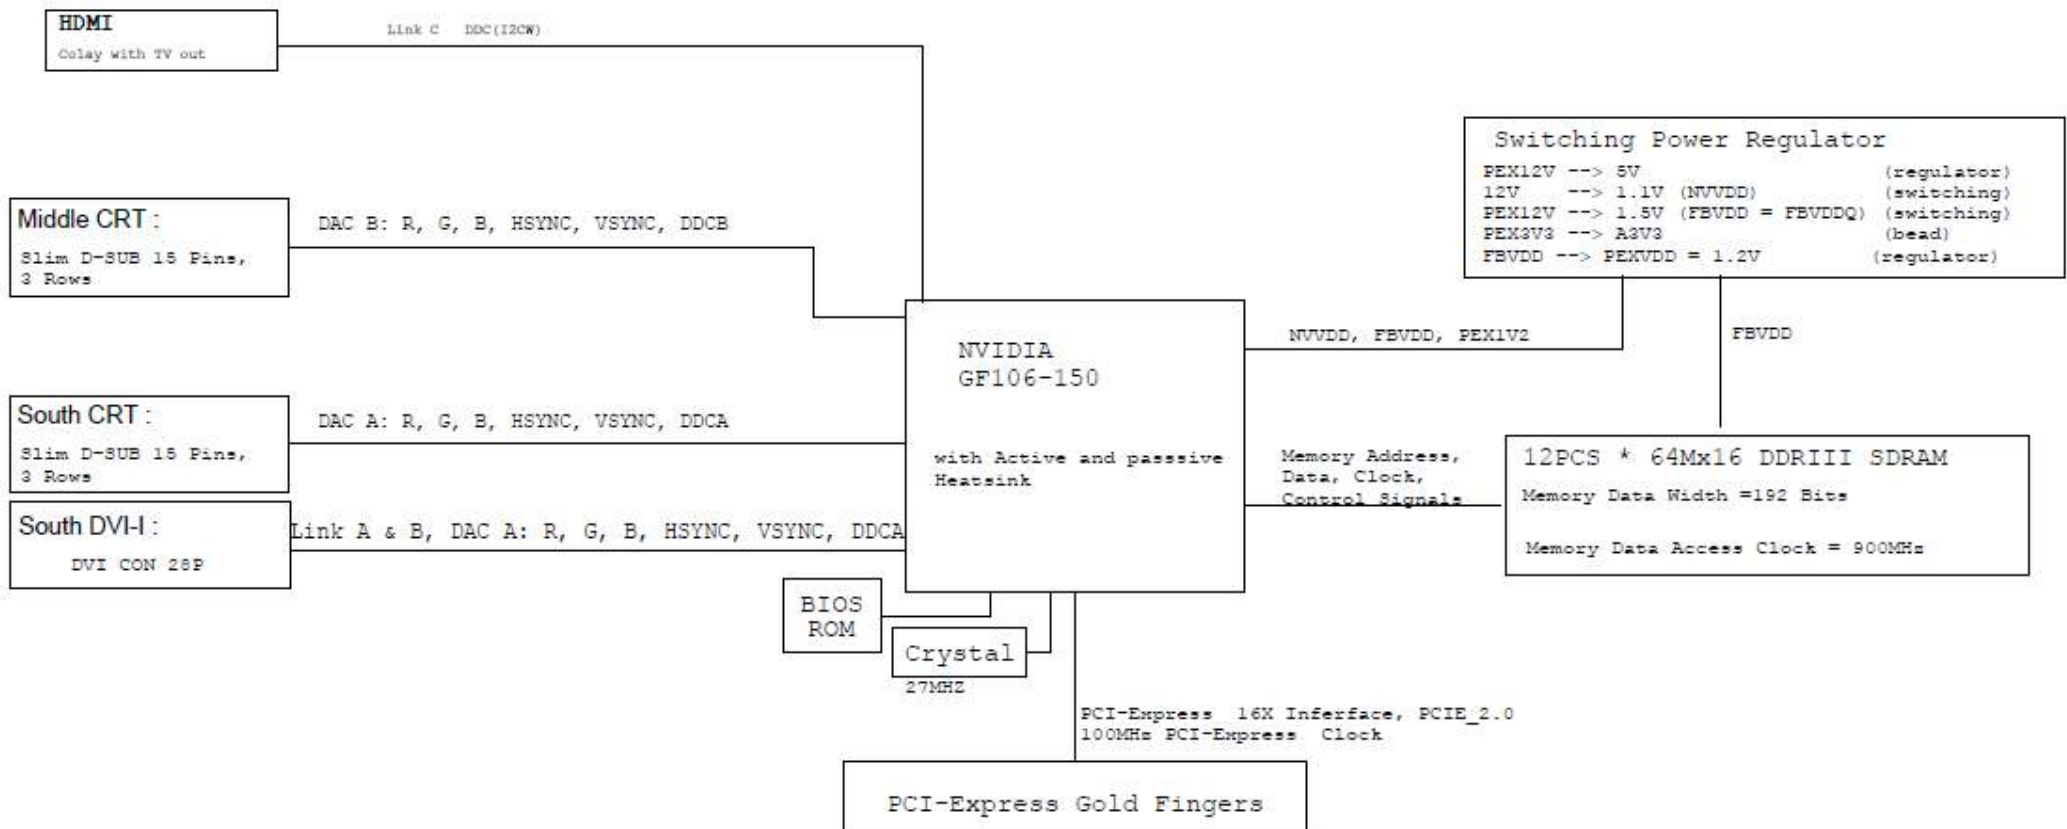 HDMI
Colay with TV out
Link C DDC(I2CW)
Switching Power Regulator
PEX12V --> 5V (regulator)
12V --> 1.1V (NVVDD) (switching)
PEX12V --> 1.5V (FBVDD = FBVDDQ) (switching)
PEX3V3 --> A3V3 (bead)
FBVDD --> PEXVDD = 1.2V (regulator)
Middle CRT :
Slim D-SUB 15 Pins,
3 Rows
DAC B: R, G, B, HSYNC, VSYNC, DDCB
NVIDIA
GF106-150
with Active and passsive
Heatsink
NVVDD, FBVDD, PEX1V2
FBVDD
South CRT :
Slim D-SUB 15 Pins,
3 Rows
DAC A: R, G, B, HSYNC, VSYNC, DDCA
Memory Address,
Data, Clock,
Control Signals
12PCS * 64Mx16 DDRIII SDRAM
Memory Data Width =192 Bits
Memory Data Access Clock = 900MHz
South DVI-I :
DVI CON 28P
Link A & B, DAC A: R, G, B, HSYNC, VSYNC, DDCA
BIOS
ROM
Crystal
27MHZ
PCI-Express 16X Inferface, PCIE_2.0
100MHz PCI-Express Clock
PCI-Express Gold Fingers